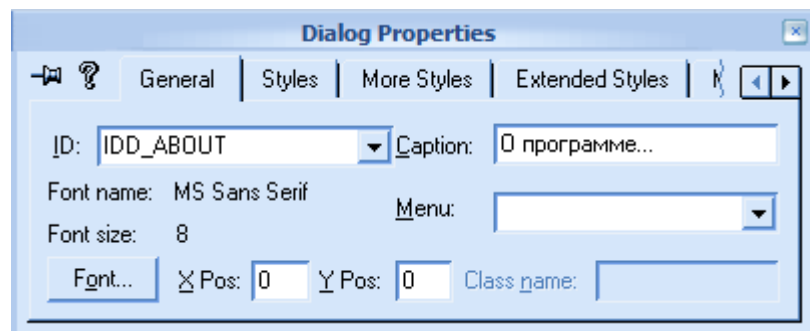 Dialog Properties
General Styles More Styles Extended Styles
ID: IDD_ABOUT Caption: О программе...
Font name: MS Sans Serif Menu:
Font size: 8
Font... X Pos: 0 Y Pos: 0 Class name: